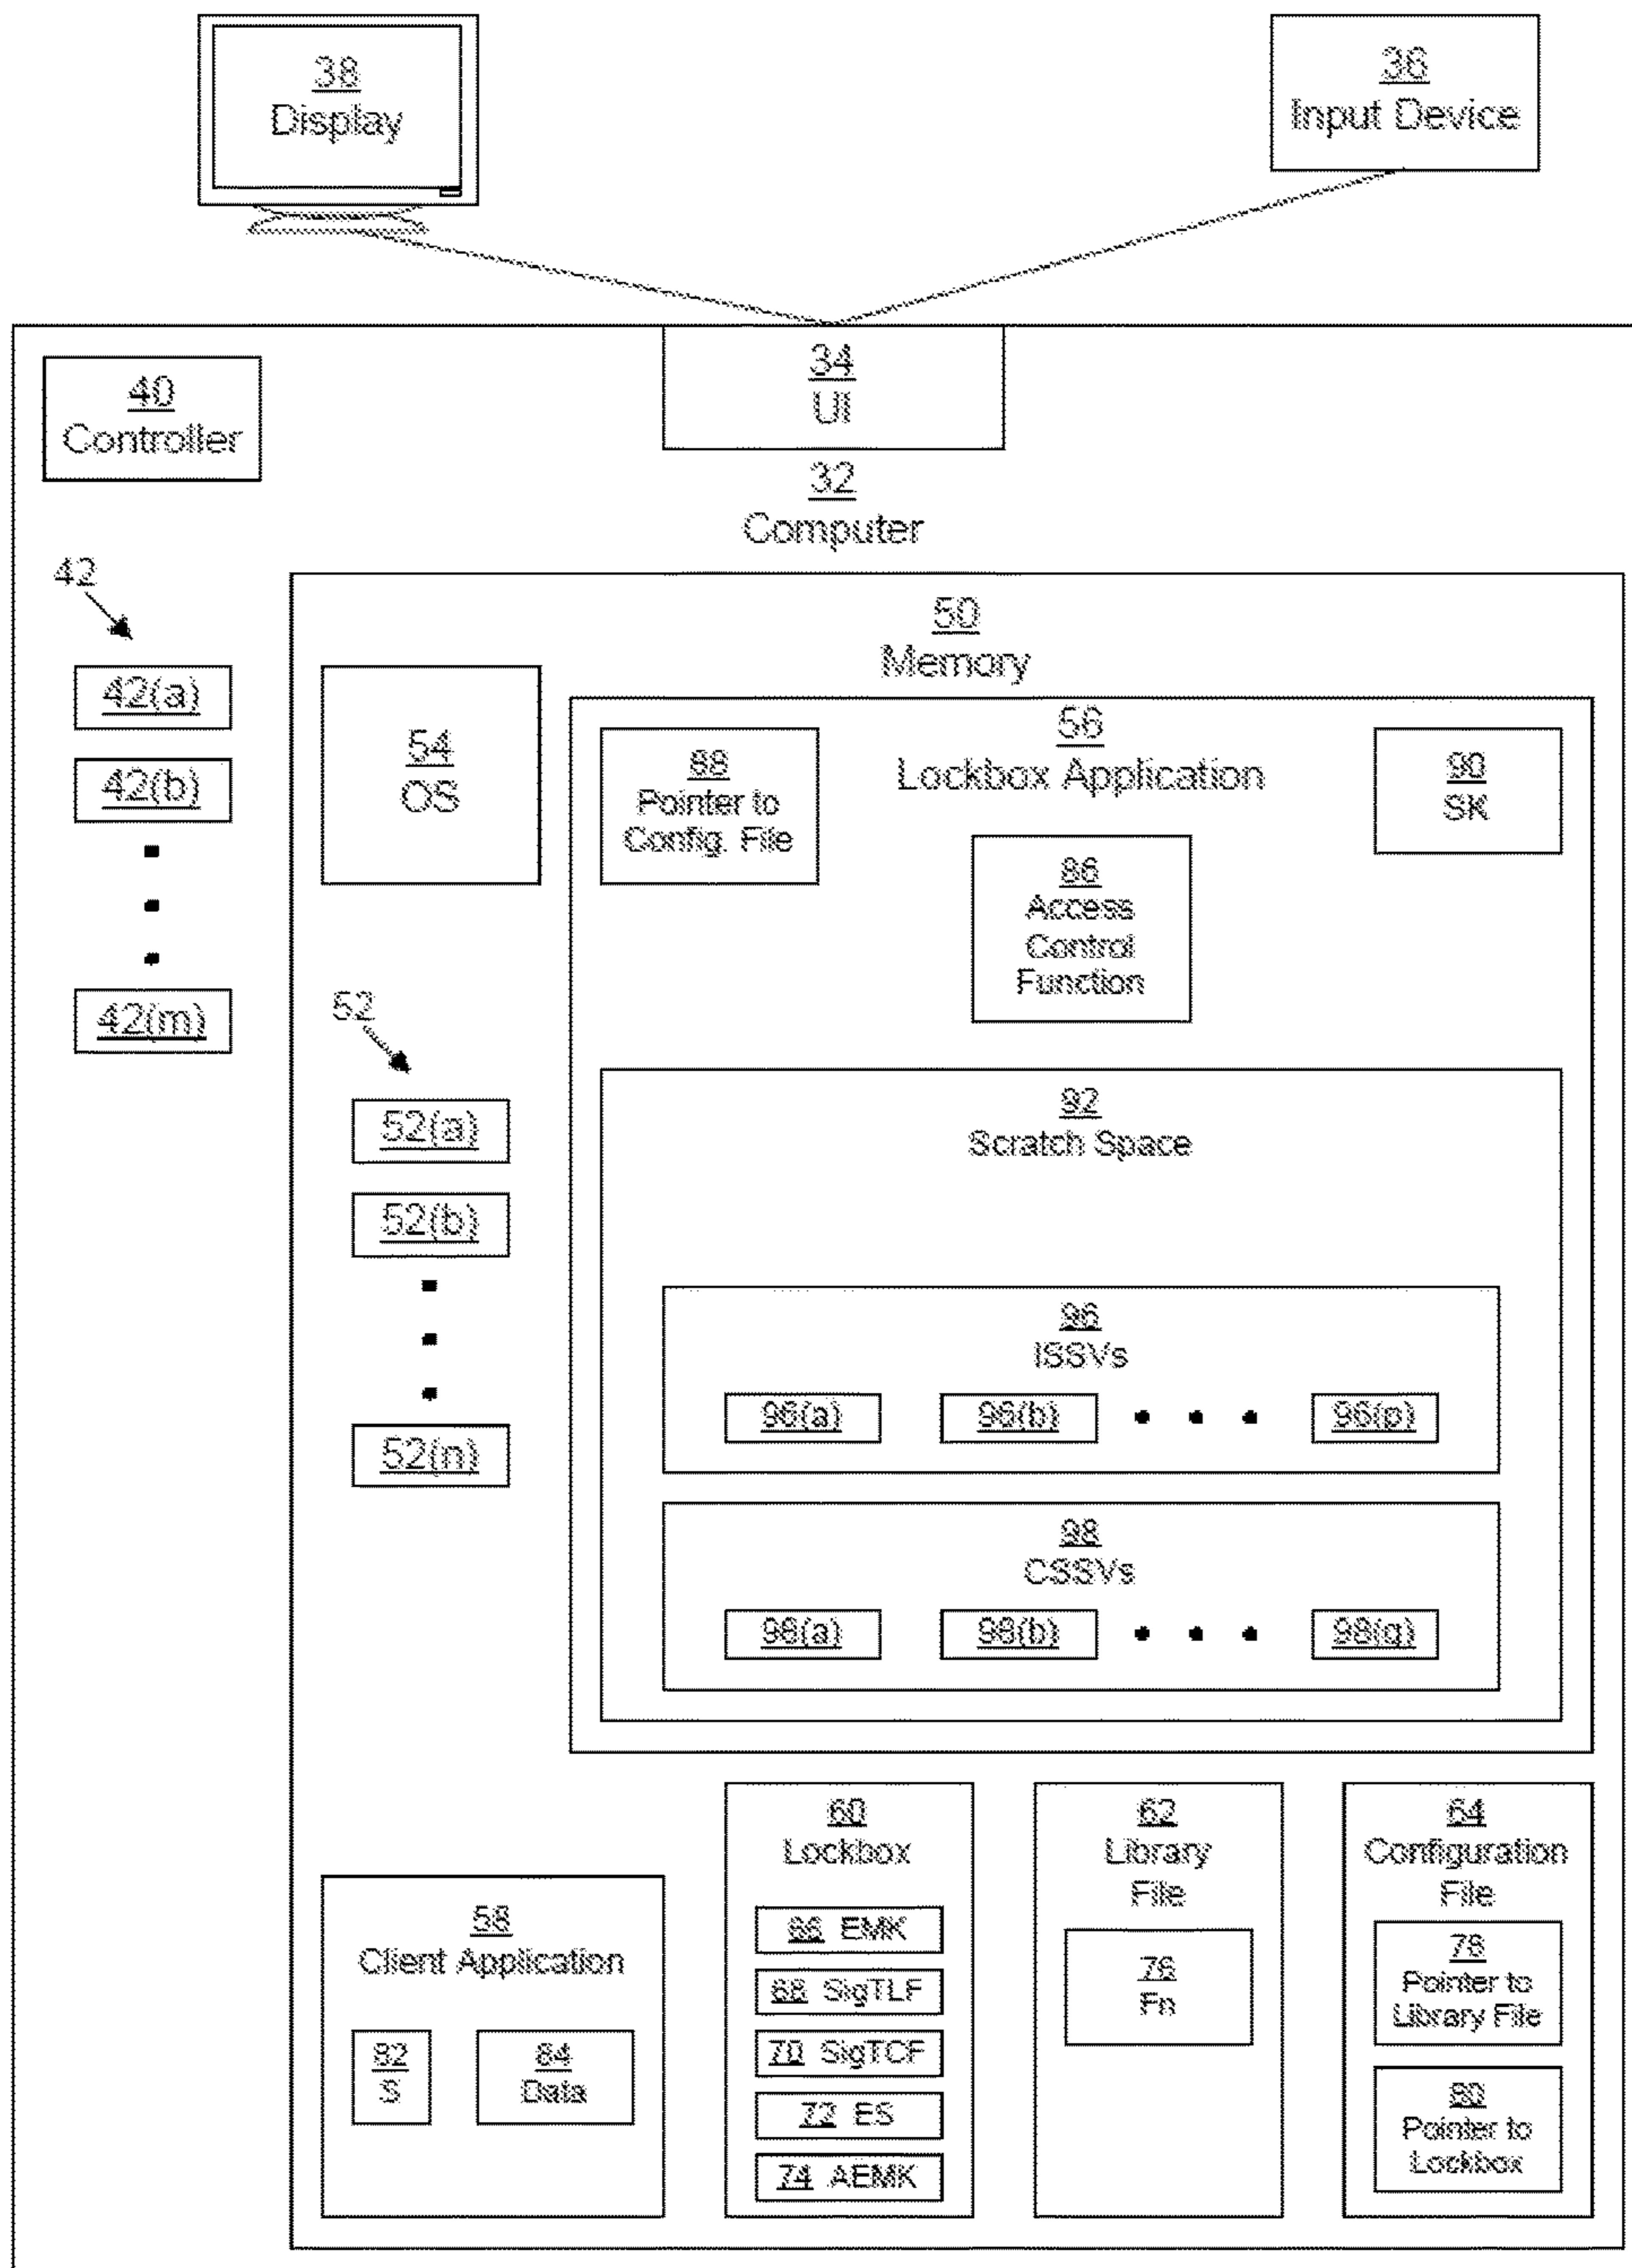 38
Display
36
Input Device
34
UI
40
Controller
32
Computer
42
42(a)
42(b)
42(m)
50
Memory
54
OS
56
Lockbox Application
88
Pointer to
Config. File
90
SK
86
Access
Control
Function
52
52(a)
52(b)
52(n)
92
Scratch Space
96
ISSVs
96(a)
96(b)
96(p)
98
CSSVs
98(a)
98(b)
98(q)
58
Client Application
82
S
84
Data
60
Lockbox
66 EMK
68 SigTLF
70 SigTCF
72 ES
74 AEMK
62
Library
File
76
Fn
64
Configuration
File
78
Pointer to
Library File
80
Pointer to
Lockbox